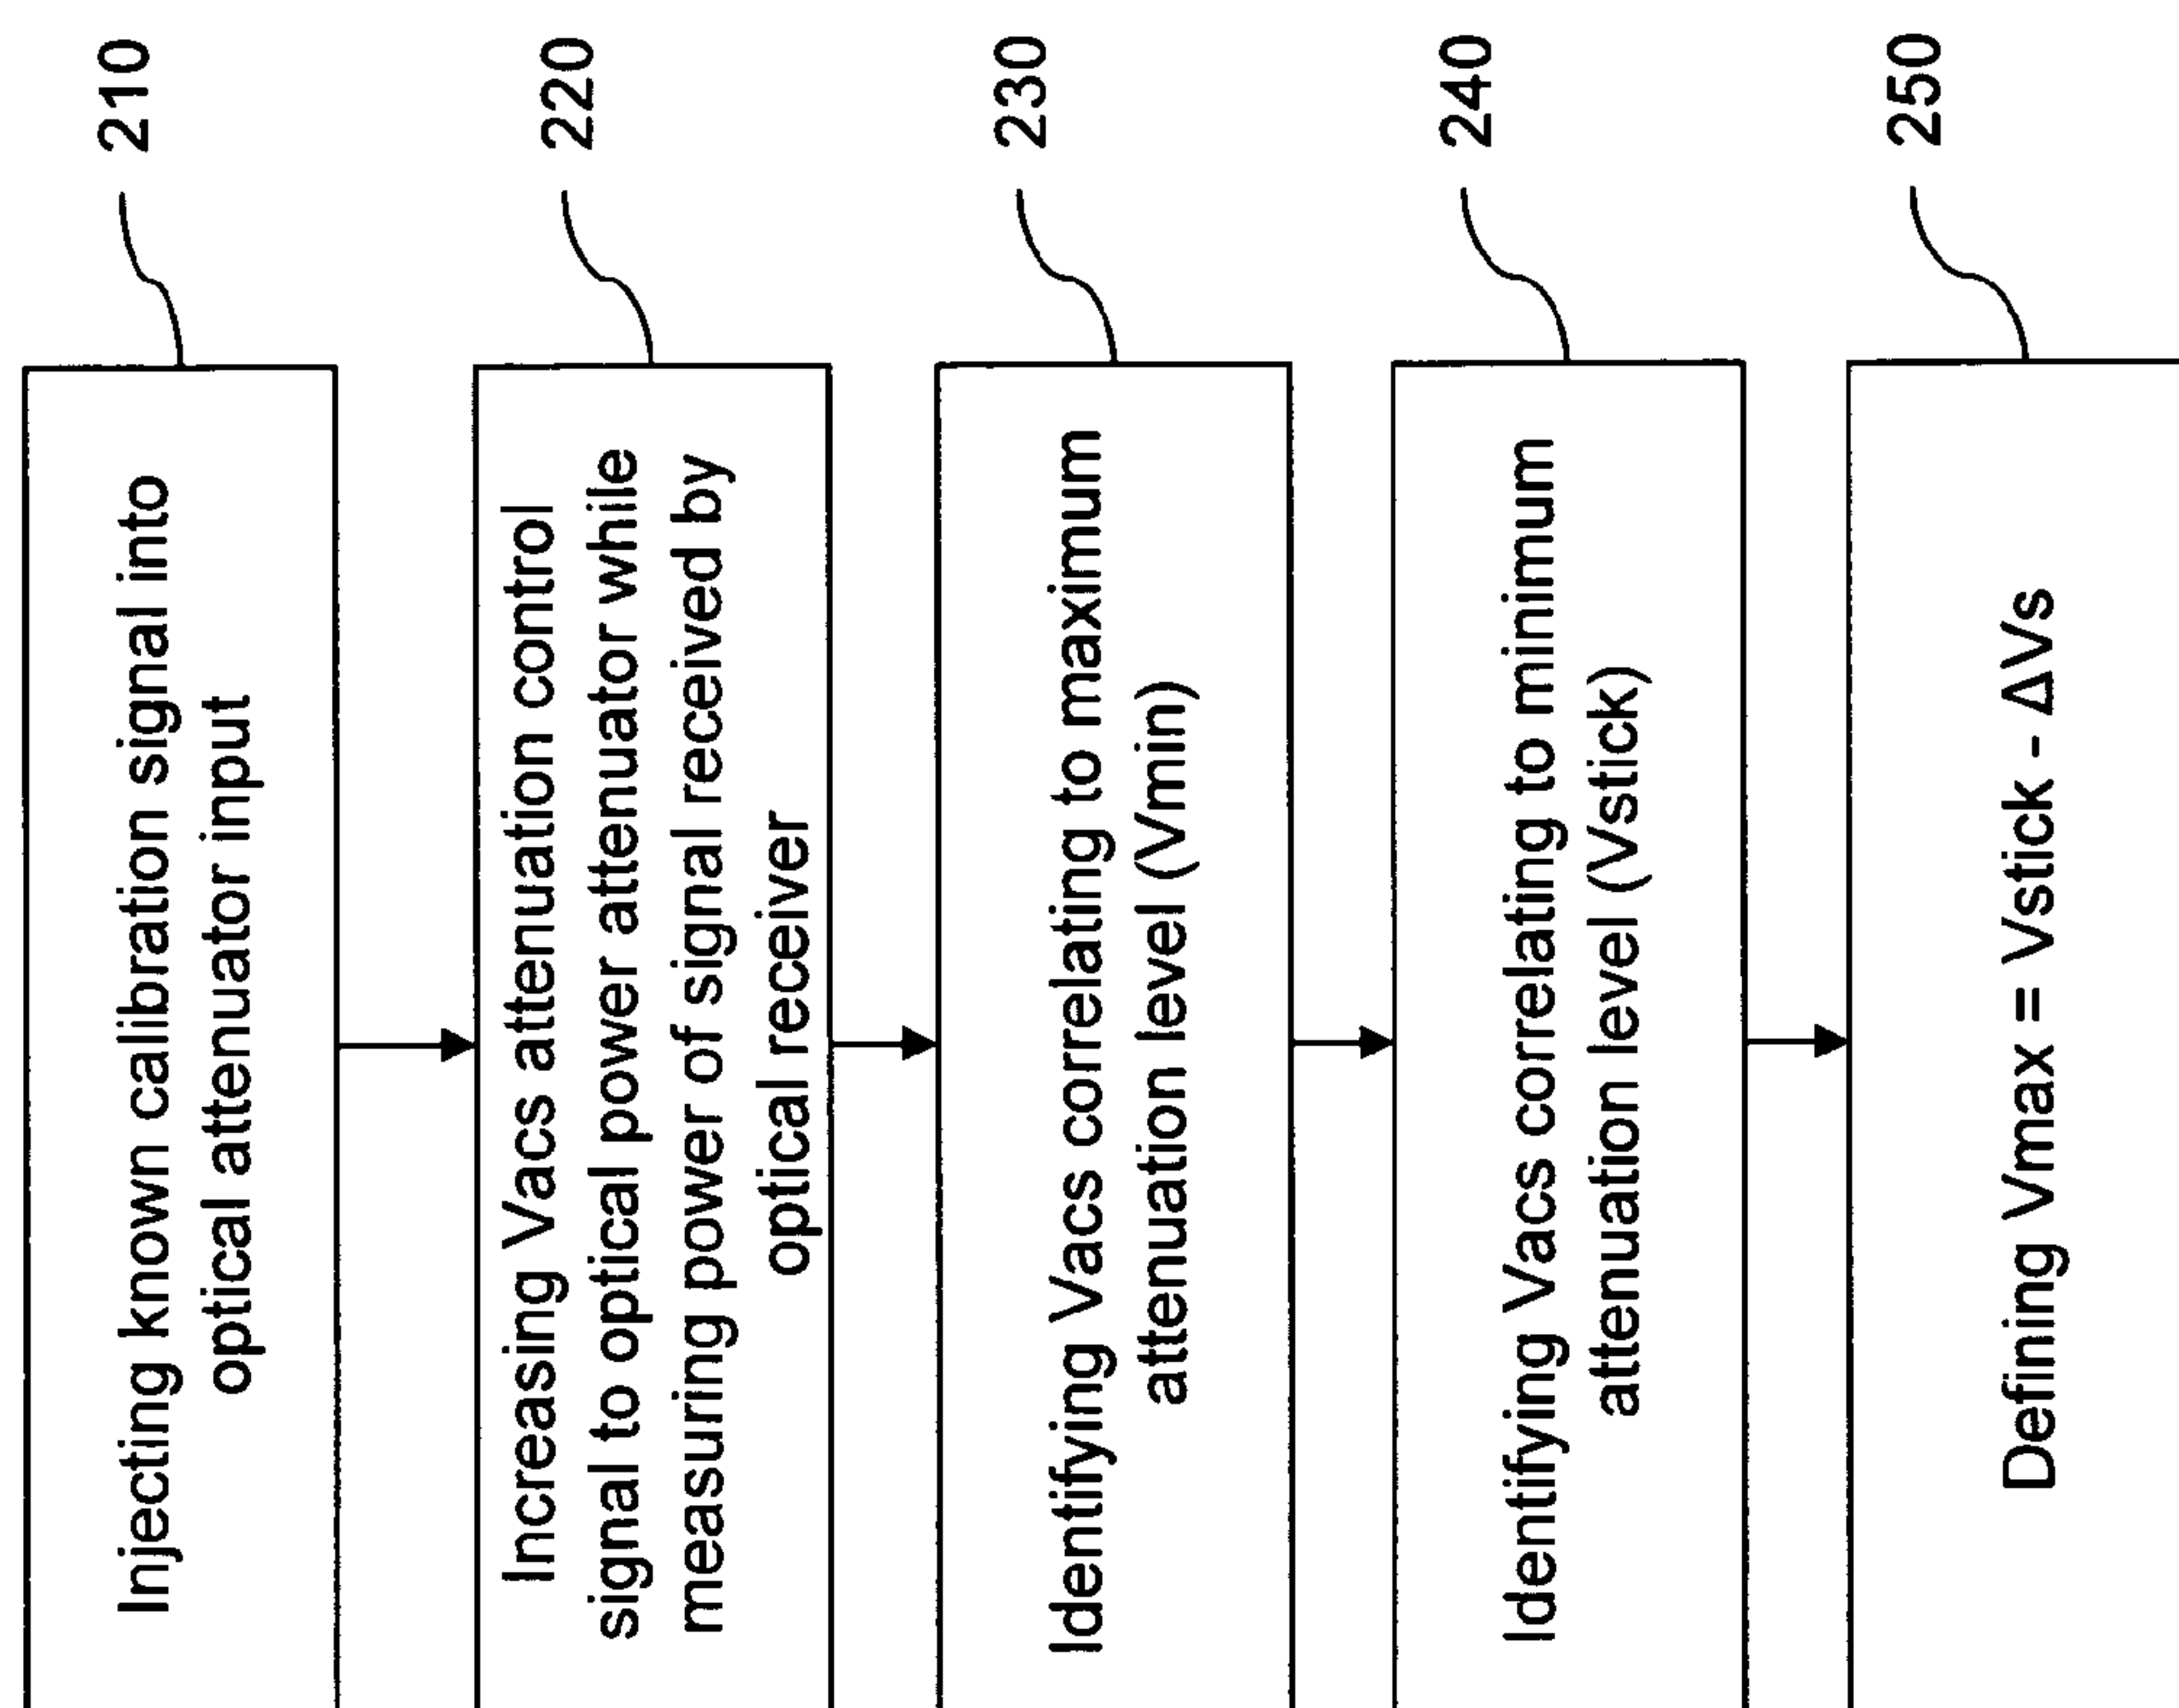 Injecting known calibration signal into
optical attenuator input
210
Increasing Vacs attenuation control
signal to optical power attenuator while
measuring power of signal received by
optical receiver
220
Identifying Vacs correlating to maximum
attenuation level (Vmin)
230
Identifying Vacs correlating to minimum
attenuation level (Vstick)
240
Defining Vmax = Vstick - ΔVs
250